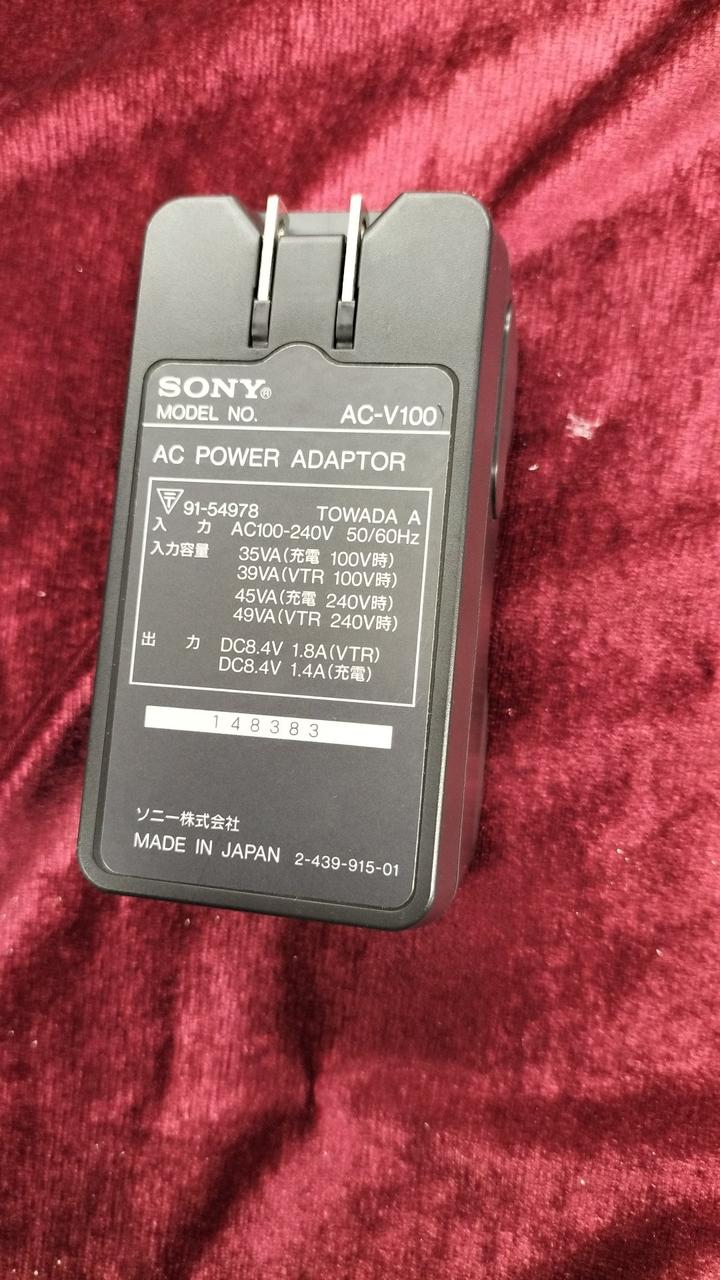 SONY®
MODEL NO. AC-V100
AC POWER ADAPTOR
91-54978 TOWADA A
入 力 AC100-240V 50/60Hz
入力容量 35VA(充電 100V時)
39VA(VTR 100V時)
45VA(充電 240V時)
49VA(VTR 240V時)
出 力 DC8.4V 1.8A(VTR)
DC8.4V 1.4A(充電)
148383
ソニー株式会社
MADE IN JAPAN 2-439-915-01